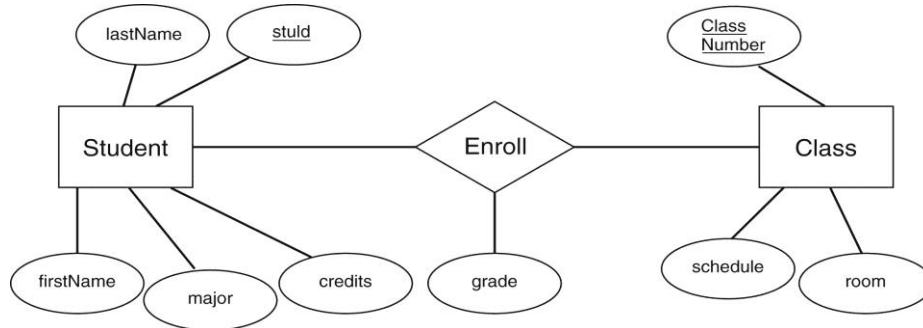 lastName
stuId
Class
Number
Student
Enroll
Class
firstName
major
credits
grade
schedule
room